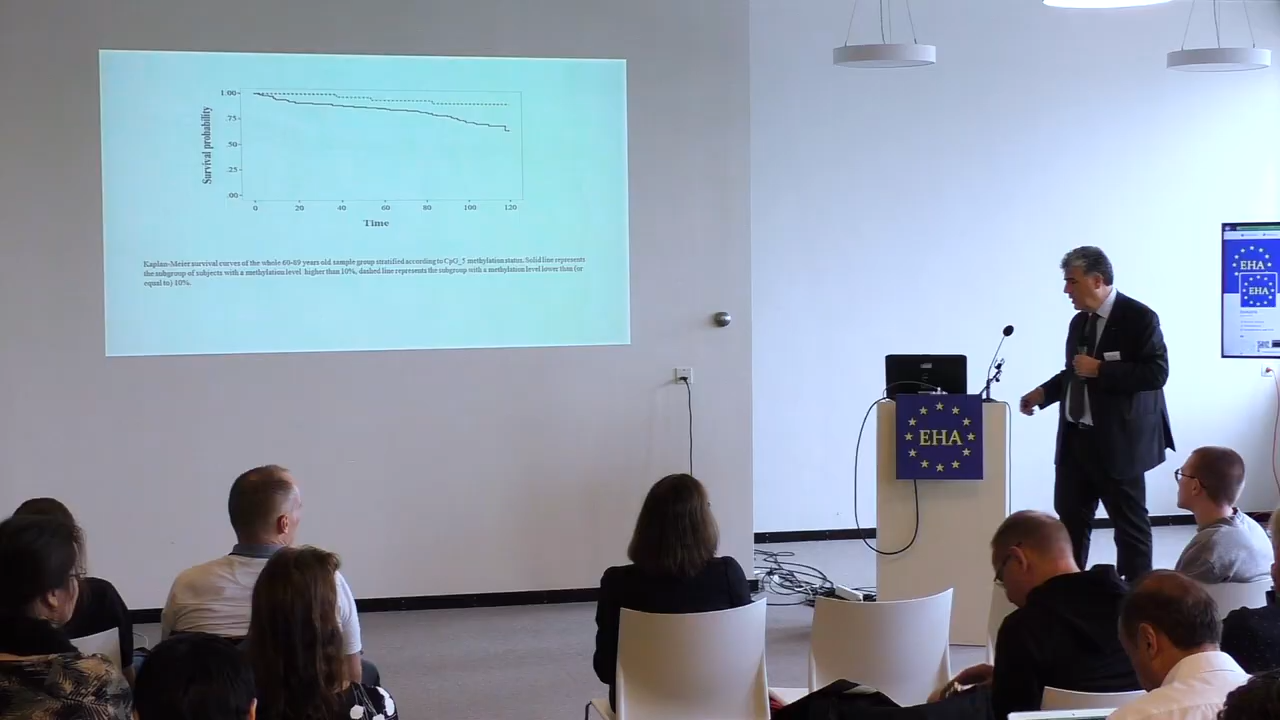 1.00
.75
.50
.25
.00
Survival probability
0 20 40 60 80 100 120
Time
Kaplan-Meier survival curves of the whole 60-89 years old sample group stratified according to CpG_5 methylation status. Solid line represents
the subgroup of subjects with a methylation level higher than 10%, dashed line represents the subgroup with a methylation level lower than (or
equal to) 10%.
EHA
EHA
EHA